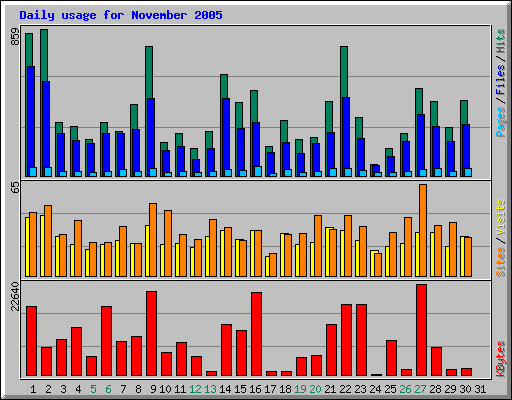 Daily usage for November 2005
859
Pages / Files / Hits
65
Sites / Visits
22640
KBytes
1 2 3 4 5 6 7 8 9 10 11 12 13 14 15 16 17 18 19 20 21 22 23 24 25 26 27 28 29 30 31